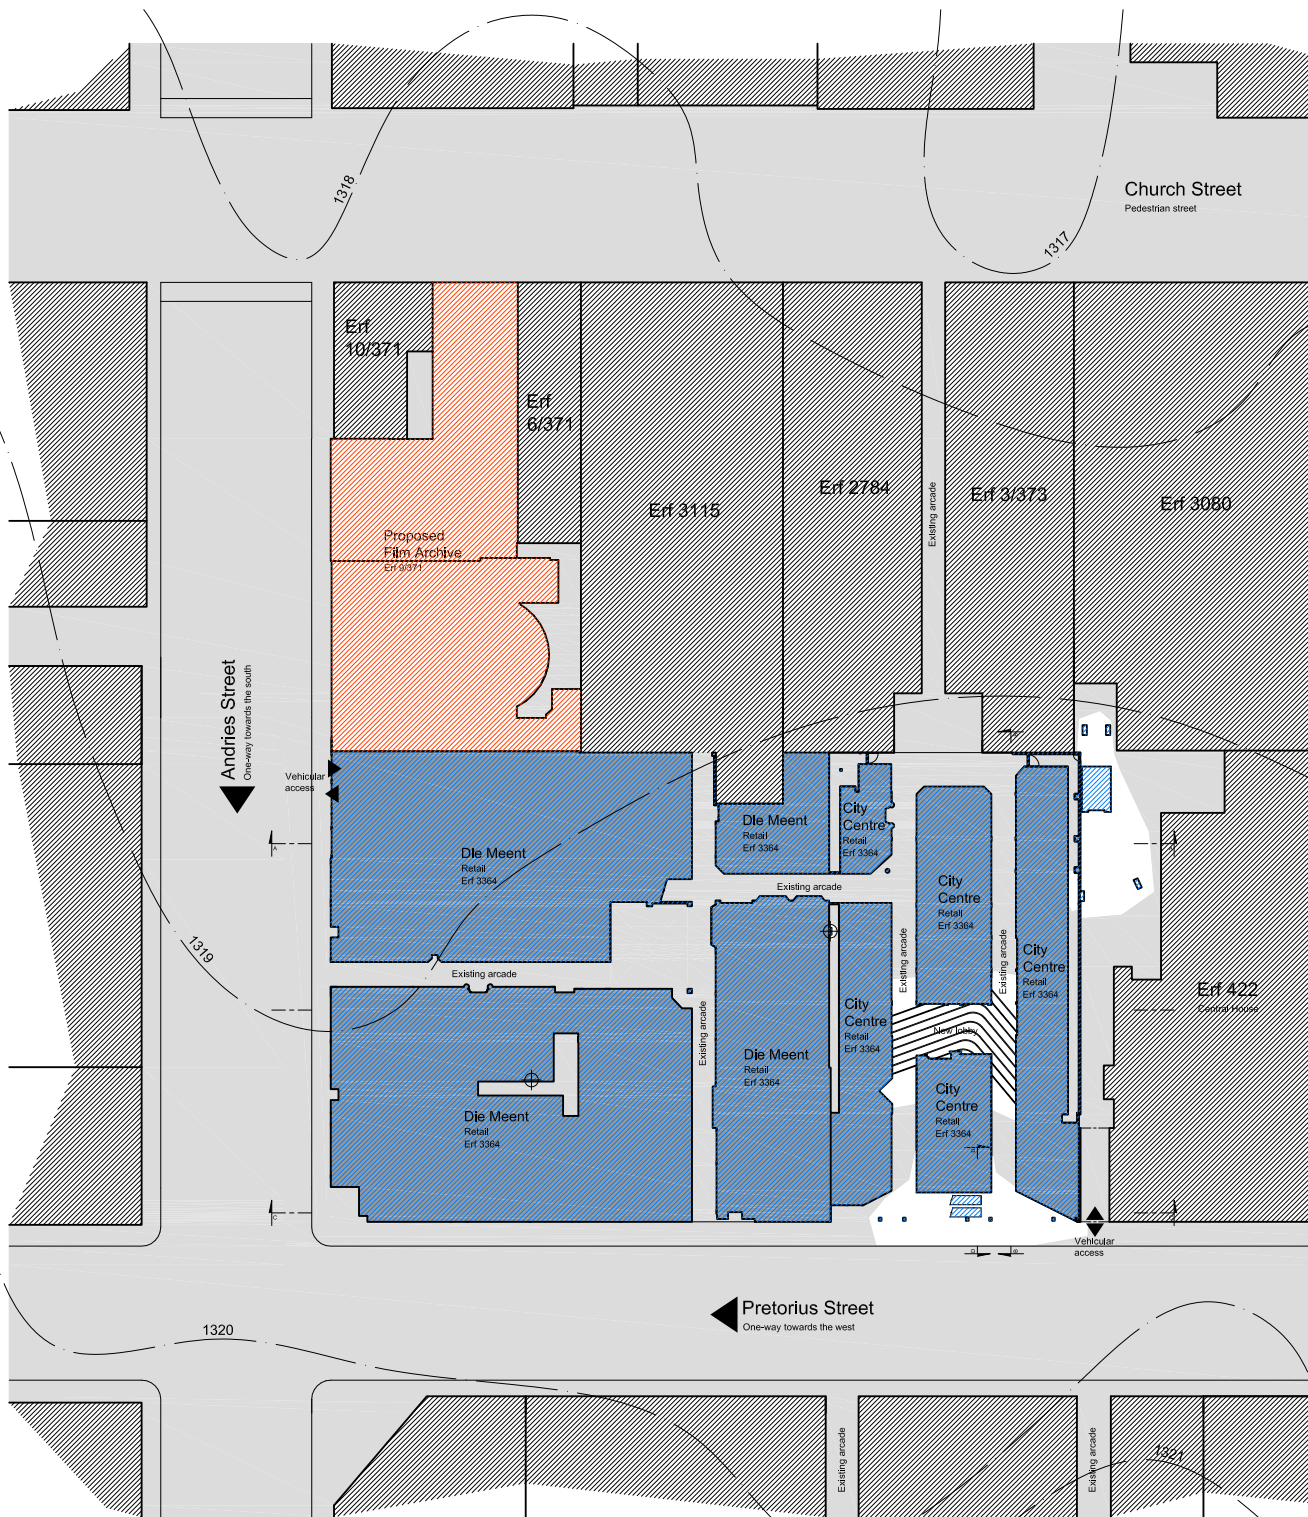 1318
Church Street
Pedestrian street
1317
Erf
10/371
Erf
6/371
Erf 3115
Erf 2784
Existing arcade
Erf 3/373
Erf 3080
Proposed
Film Archive
Erf 9/371
Andries Street
One-way towards the south
Vehicular
access
A
Die Meent
Retail
Erf 3364
Die Meent
Retail
Erf 3364
City
Centre
Retail
Erf 3364
Existing arcade
City
Centre
Retail
Erf 3364
1319
Existing arcade
Existing arcade
Existing arcade
Existing arcade
City
Centre
Retail
Erf 3364
City
Centre
Retail
Erf 3364
Erf 422
Central House
New lobby
Die Meent
Retail
Erf 3364
Die Meent
Retail
Erf 3364
City
Centre
Retail
Erf 3364
C
D
B
Vehicular
access
Pretorius Street
One-way towards the west
1320
Existing arcade
Existing arcade
1321